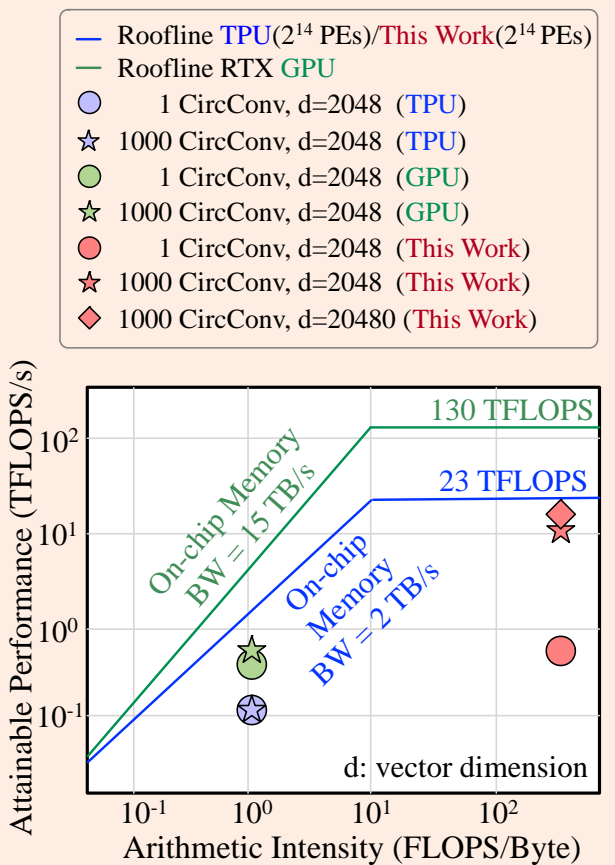 Roofline TPU(2¹⁴ PEs)/This Work(2¹⁴ PEs)
Roofline RTX GPU
1 CircConv, d=2048 (TPU)
1000 CircConv, d=2048 (TPU)
1 CircConv, d=2048 (GPU)
1000 CircConv, d=2048 (GPU)
1 CircConv, d=2048 (This Work)
1000 CircConv, d=2048 (This Work)
1000 CircConv, d=20480 (This Work)
Attainable Performance (TFLOPS/s)
10²
10¹
10⁰
10⁻¹
130 TFLOPS
23 TFLOPS
On-chip Memory
BW = 15 TB/s
On-chip
Memory
BW = 2 TB/s
d: vector dimension
10⁻¹
10⁰
10¹
10²
Arithmetic Intensity (FLOPS/Byte)